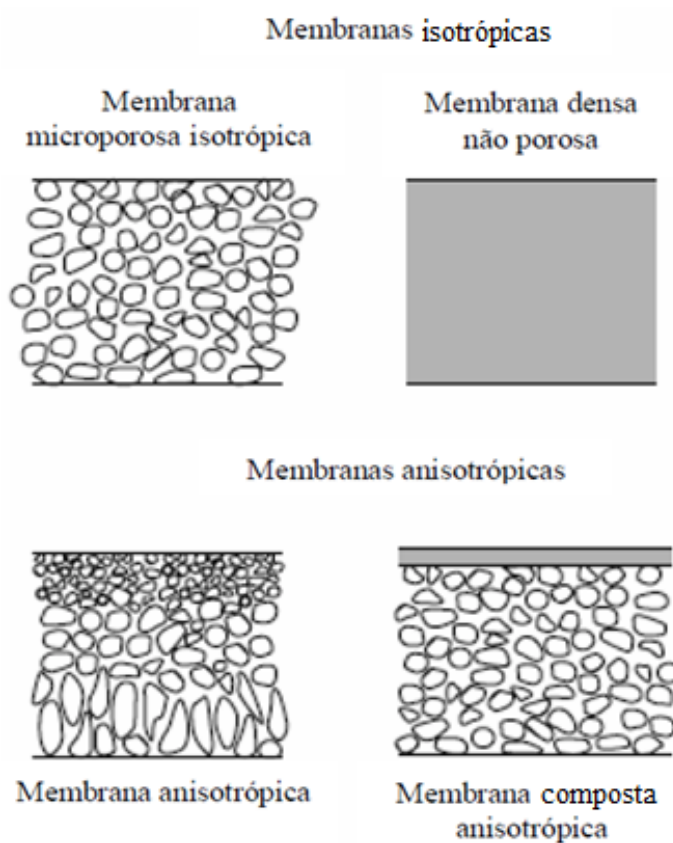 Membranas isotrópicas
Membrana
microporosa isotrópica
Membrana densa
não porosa
Membranas anisotrópicas
Membrana anisotrópica
Membrana composta
anisotrópica